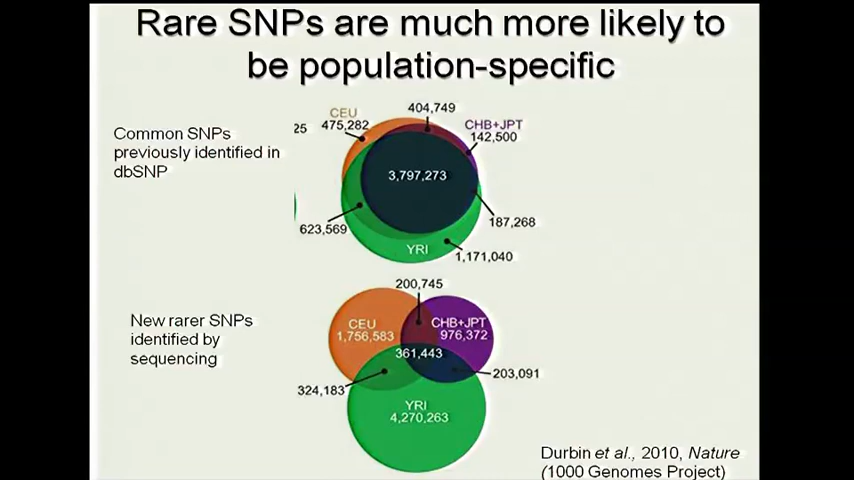 Rare SNPs are much more likely to
be population-specific
Common SNPs
previously identified in
dbSNP
25
CEU
475,282
404,749
CHB+JPT
142,500
3,797,273
187,268
623,569
YRI
1,171,040
New rarer SNPs
identified by
sequencing
200,745
CEU
1,756,583
CHB+JPT
976,372
361,443
203,091
324,183
YRI
4,270,263
Durbin et al., 2010, Nature
(1000 Genomes Project)